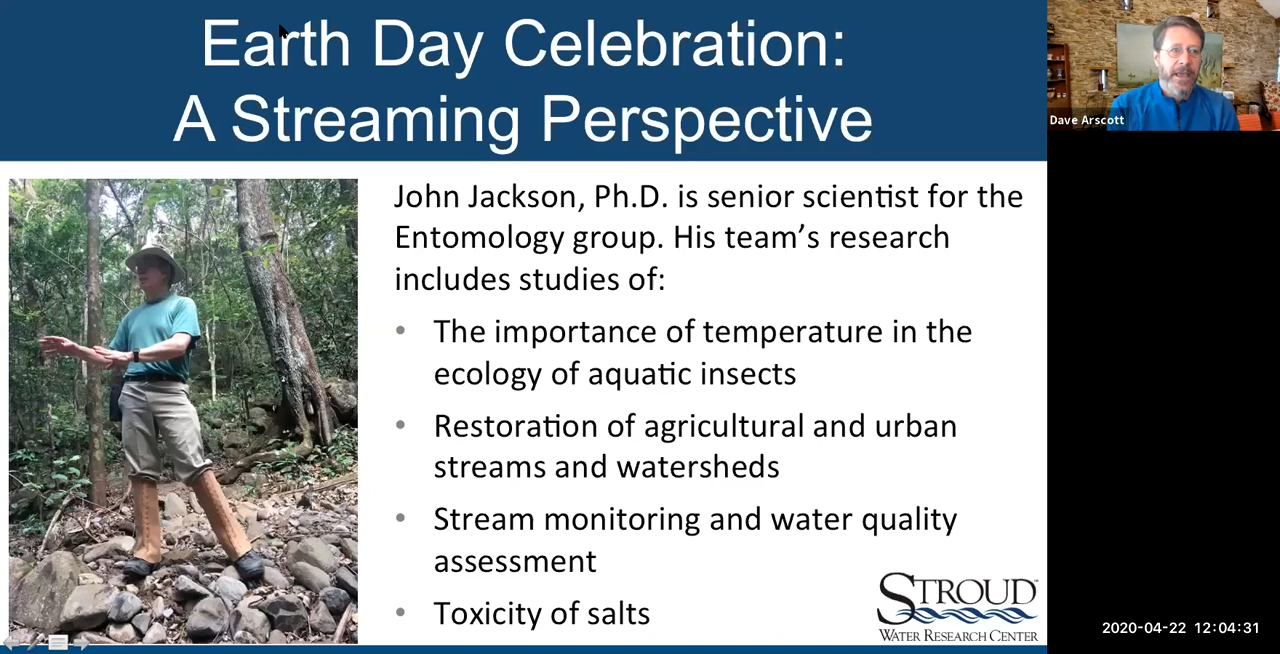 Earth Day Celebration:
A Streaming Perspective
Dave Arscott
John Jackson, Ph.D. is senior scientist for the
Entomology group. His team’s research
includes studies of:
• The importance of temperature in the
ecology of aquatic insects
• Restoration of agricultural and urban
streams and watersheds
• Stream monitoring and water quality
assessment
• Toxicity of salts
STROUD™
WATER RESEARCH CENTER
2020-04-22 12:04:31